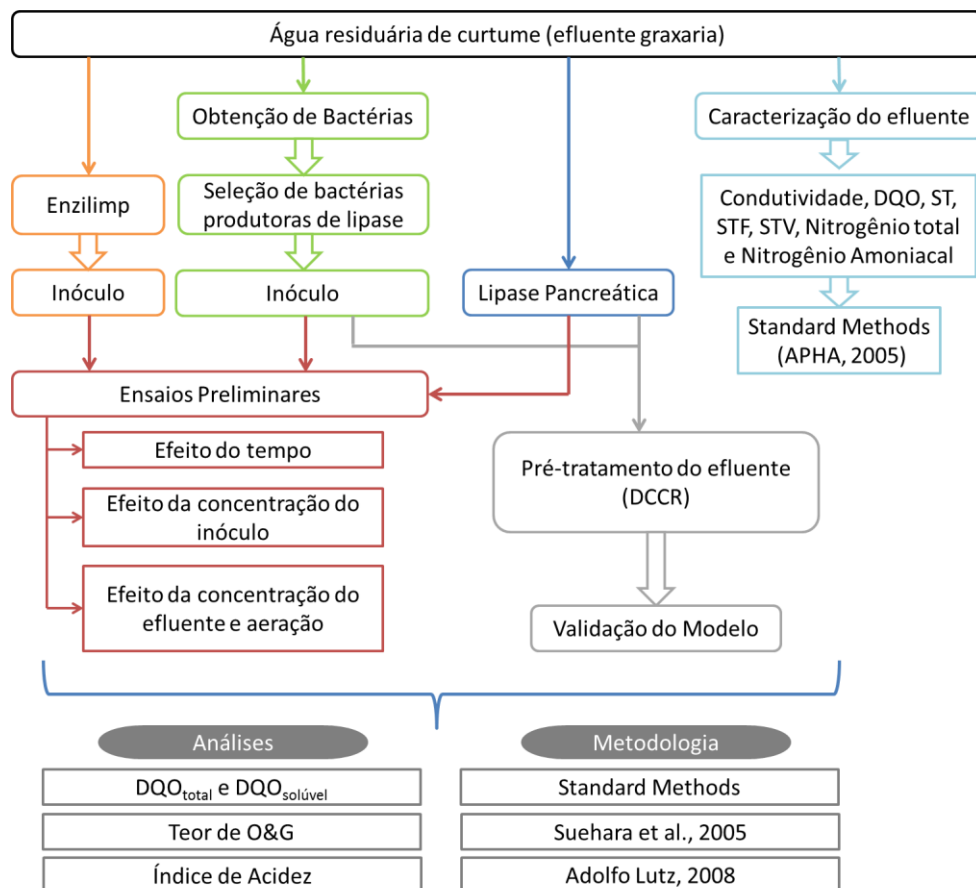 Água residuária de curtume (efluente graxaria)
Obtenção de Bactérias
Caracterização do efluente
Enzilimp
Seleção de bactérias
produtoras de lipase
Condutividade, DQO, ST,
STF, STV, Nitrogênio total
e Nitrogênio Amoniacal
Inóculo
Inóculo
Lipase Pancreática
Standard Methods
(APHA, 2005)
Ensaios Preliminares
Efeito do tempo
Efeito da concentração do
inóculo
Efeito da concentração do
efluente e aeração
Pré-tratamento do efluente
(DCCR)
Validação do Modelo
Análises
Metodologia
DQOtotal e DQOsolúvel
Standard Methods
Teor de O&G
Suehara et al., 2005
Índice de Acidez
Adolfo Lutz, 2008